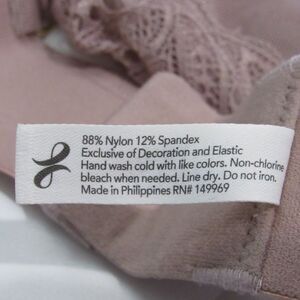 88% Nylon 12% Spandex
Exclusive of Decoration and Elastic
Hand wash cold with like colors. Non-chlorine
bleach when needed. Line dry. Do not iron.
Made in Philippines RN# 149969